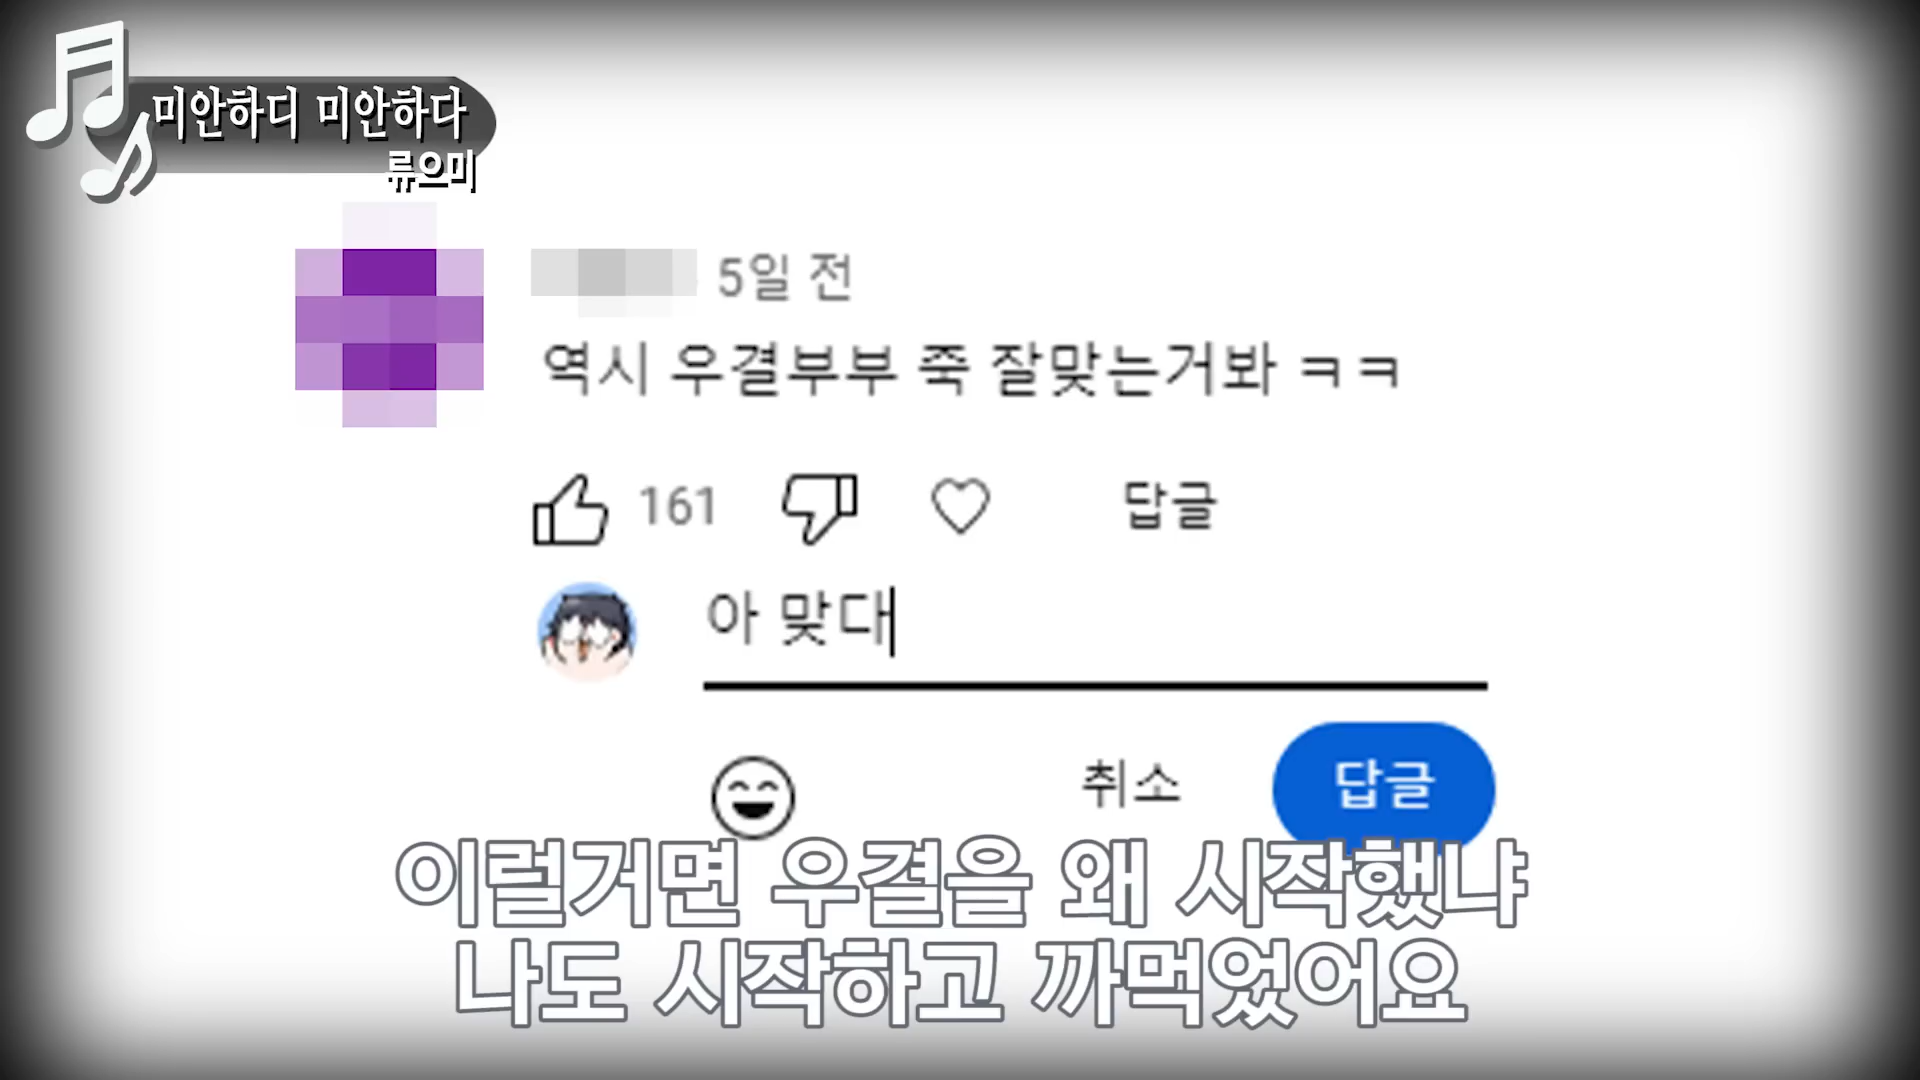 미안하디 미안하다
류으미
5일 전
역시 우결부부 죽 잘맞는거봐 ㅋㅋ
161
답글
아 맞대
취소
답글
이럴거면 우결을 왜 시작했냐
나도 시작하고 까먹었어요